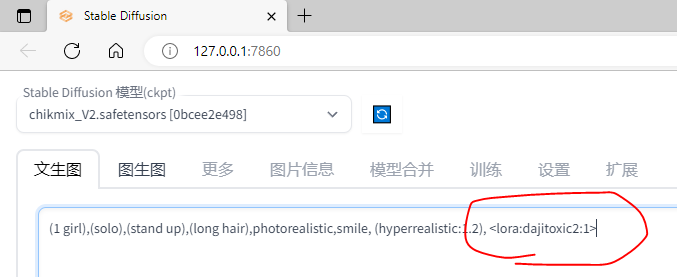 Stable Diffusion
127.0.0.1:7860
Stable Diffusion 模型(ckpt)
chikmix_V2.safetensors [0bcee2e498]
文生图 图生图 更多 图片信息 模型合并 训练 设置 扩展
(1 girl),(solo),(stand up),(long hair),photorealistic,smile, (hyperrealistic:1.2), <lora:dajitoxic2:1>